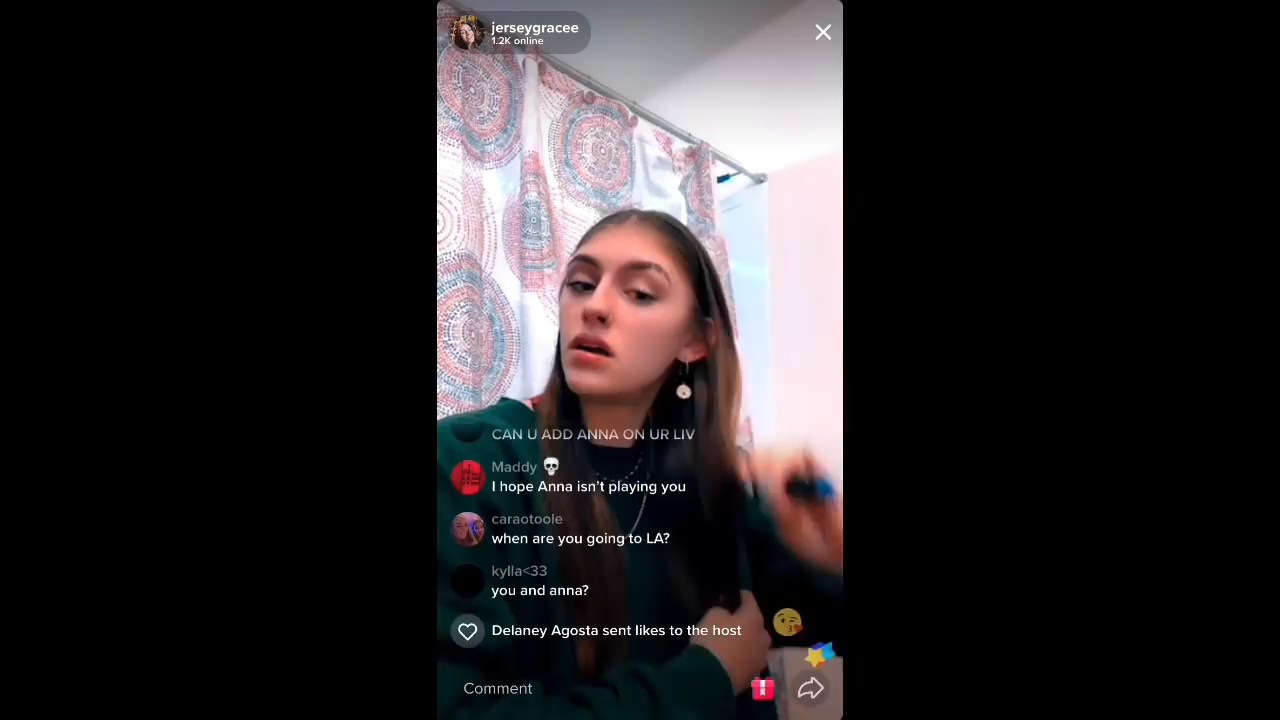 jerseygracee
1.2K online
CAN U ADD ANNA ON UR LIV
Maddy 💀
I hope Anna isn't playing you
caraotoole
when are you going to LA?
kylla<33
you and anna?
Delaney Agosta sent likes to the host
Comment